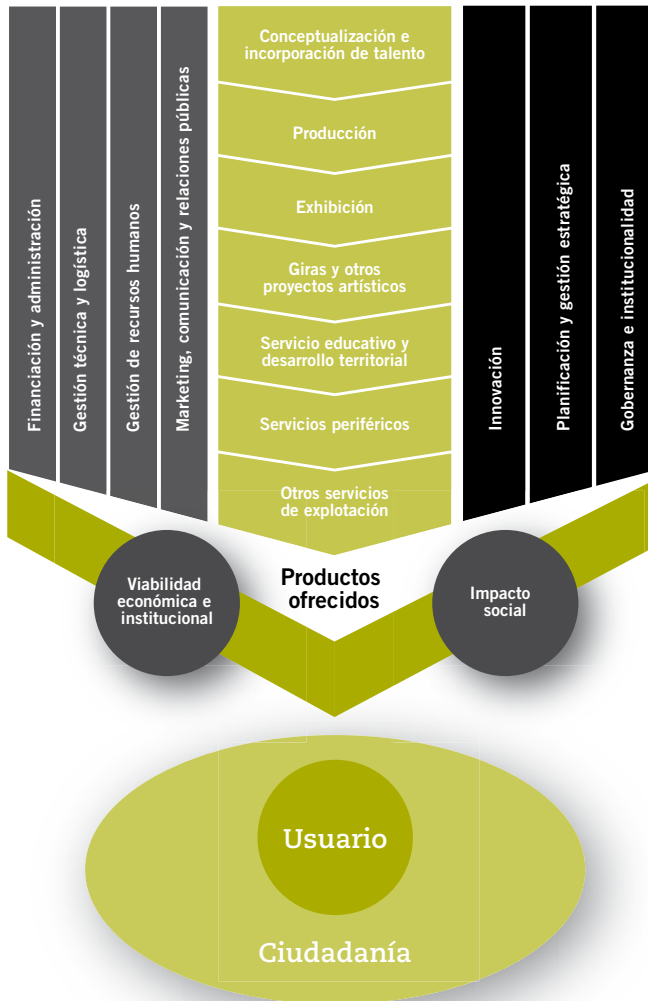 Financiación y administración
Gestión técnica y logística
Gestión de recursos humanos
Marketing, comunicación y relaciones públicas
Conceptualización e
incorporación de talento
Producción
Exhibición
Giras y otros
proyectos artísticos
Servicio educativo y
desarrollo territorial
Servicios periféricos
Otros servicios
de explotación
Innovación
Planificación y gestión estratégica
Gobernanza e institucionalidad
Viabilidad
económica e
institucional
Productos
ofrecidos
Impacto
social
Usuario
Ciudadanía